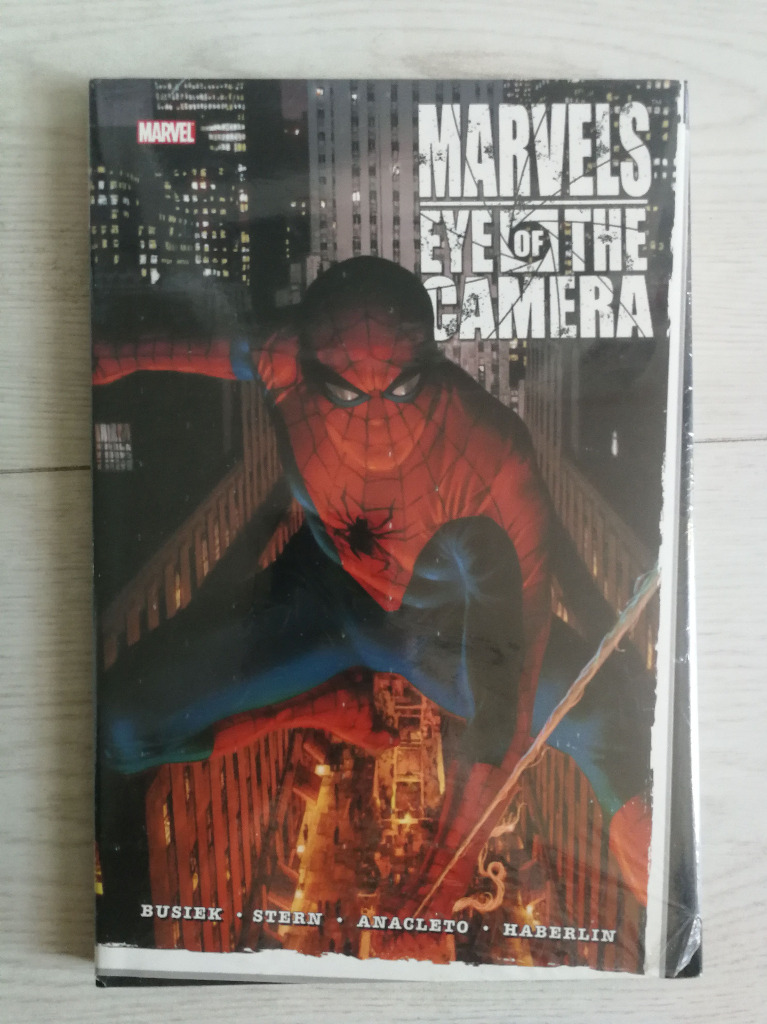 MARVEL
MARVELS
EYE OF THE
CAMERA
BUSIEK • STERN • ANACLETO • HABERLIN